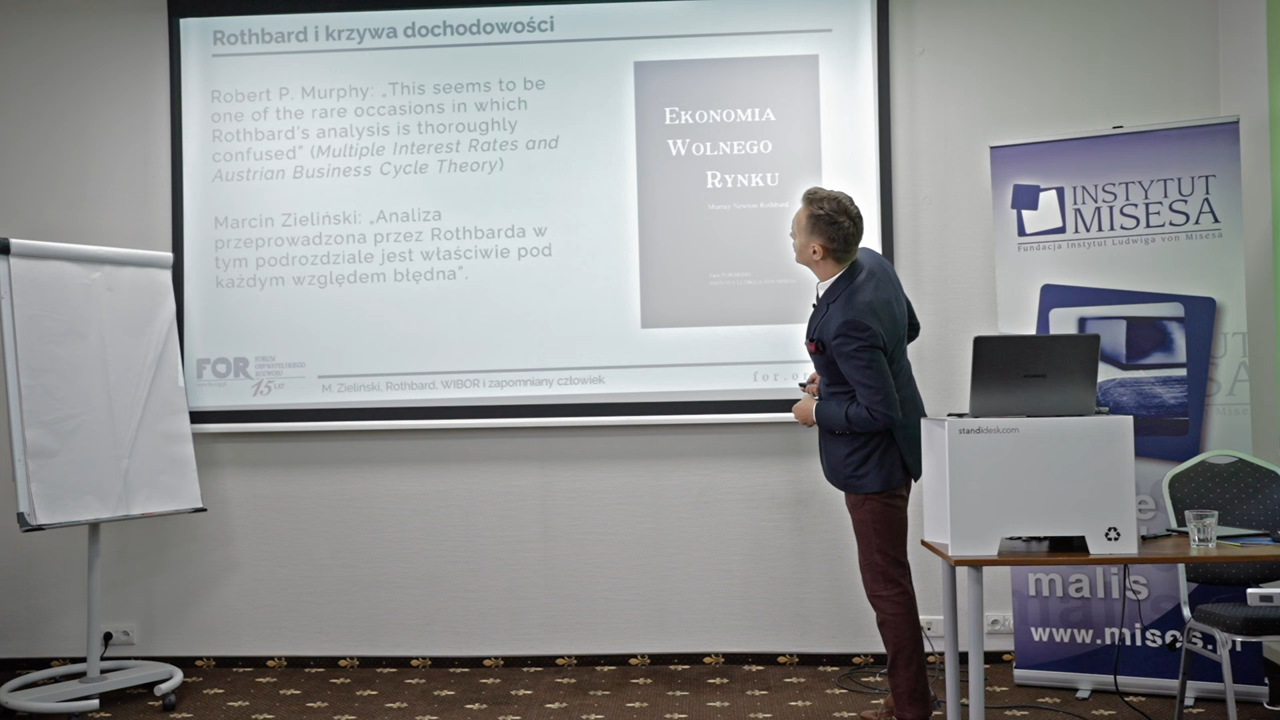 Rothbard i krzywa dochodowości
Robert P. Murphy: „This seems to be
one of the rare occasions in which
Rothbard's analysis is thoroughly
confused” (Multiple Interest Rates and
Austrian Business Cycle Theory)
Marcin Zieliński: „Analiza
przeprowadzona przez Rothbarda w
tym podrozdziale jest właściwie pod
każdym względem błędna”.
EKONOMIA
WOLNEGO
RYNKU
Murray Newton Rothbard
FOR
FORUM
OBYWATELSKIEGO
ROZWOJU
15 LAT
M. Zieliński, Rothbard, WIBOR i zapomniany człowiek
for.o
INSTYTUT
MISESA
Fundacja Instytut Ludwiga von Misesa
standidesk.com
malis
www.mises.pl